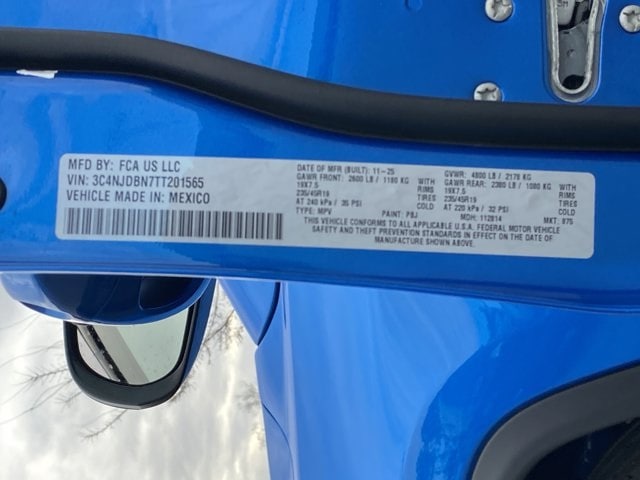 MFD BY: FCA US LLC
VIN: 3C4NJDBN7TT201565
VEHICLE MADE IN: MEXICO
DATE OF MFR (BUILT): 11-25
GAWR FRONT: 2600 LB / 1180 KG
19X7.5
235/45R19
AT 240 kPa / 35 PSI
TYPE: MPV
WITH
RIMS
TIRES
COLD
PAINT: PBJ
GVWR: 4800 LB / 2178 KG
GAWR REAR: 2380 LB / 1080 KG
19X7.5
235/45R19
AT 220 kPa / 32 PSI
MDH: 112814
WITH
RIMS
TIRES
COLD
MKT: 87S
THIS VEHICLE CONFORMS TO ALL APPLICABLE U.S.A. FEDERAL MOTOR VEHICLE
SAFETY AND THEFT PREVENTION STANDARDS IN EFFECT ON THE DATE OF
MANUFACTURE SHOWN ABOVE.